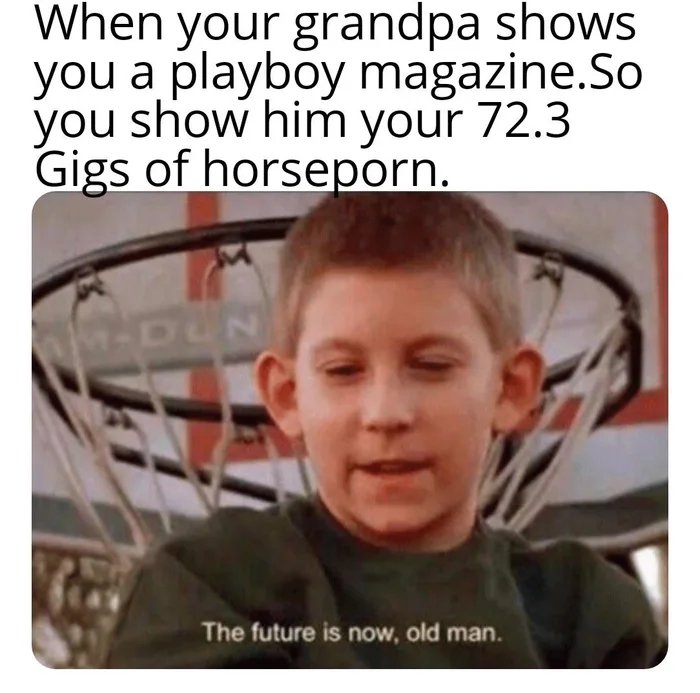 When your grandpa shows
you a playboy magazine.So
you show him your 72.3
Gigs of horseporn.
M-DUN
The future is now, old man.